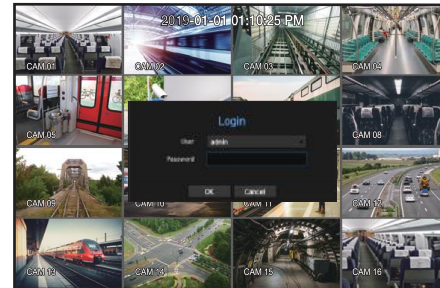 2019-01-01 01:10:25 PM
CAM 01
CAM 02
CAM 03
CAM 04
CAM 05
CAM 08
Login
User admin
Password
OK Cancel
CAM 09
CAM 10
CAM 11
CAM 12
CAM 13
CAM 14
CAM 15
CAM 16